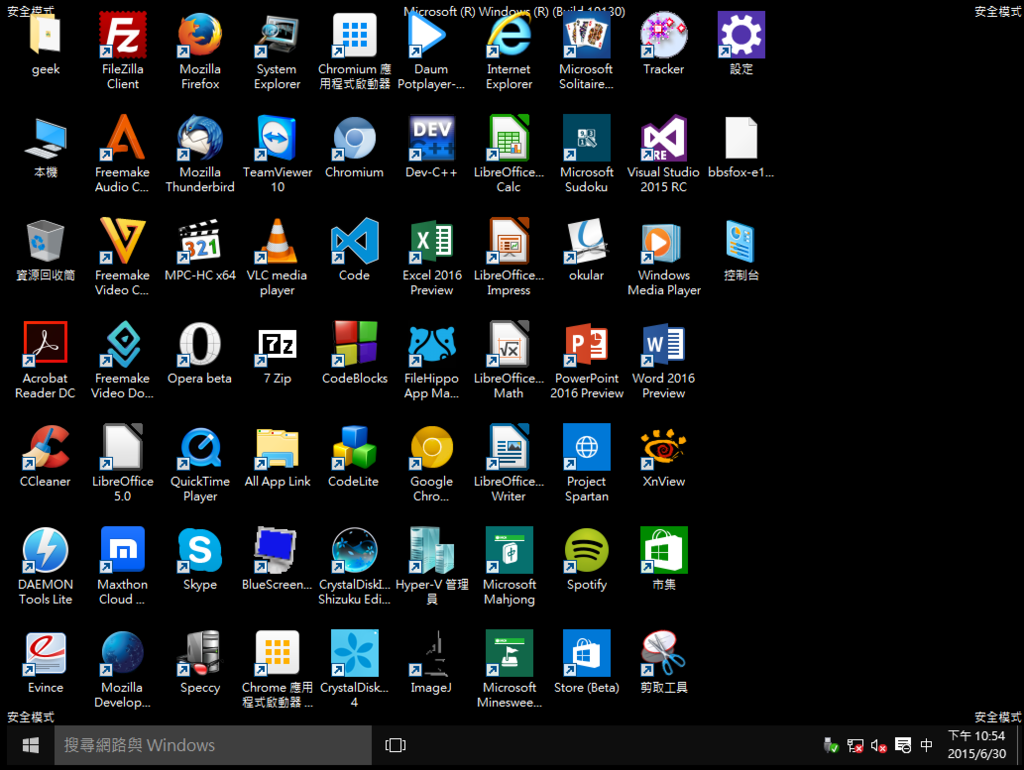 安全模式
Microsoft (R) Windows (R) (Build 10130)
安全模式
geek
FileZilla
Client
Mozilla
Firefox
System
Explorer
Chromium 應
用程式啟動器
Daum
Potplayer-...
Internet
Explorer
Microsoft
Solitaire...
Tracker
設定
本機
Freemake
Audio C...
Mozilla
Thunderbird
TeamViewer
10
Chromium
DEV
C++
Dev-C++
LibreOffice...
Calc
Microsoft
Sudoku
RE
Visual Studio
2015 RC
bbsfox-e1...
資源回收筒
Freemake
Video C...
321
MPC-HC x64
VLC media
player
Code
Excel 2016
Preview
LibreOffice...
Impress
okular
Windows
Media Player
控制台
Acrobat
Reader DC
Freemake
Video Do...
Opera beta
7z
7 Zip
CodeBlocks
FileHippo
App Ma...
LibreOffice...
Math
PowerPoint
2016 Preview
Word 2016
Preview
CCleaner
LibreOffice
5.0
QuickTime
Player
All App Link
CodeLite
Google
Chro...
LibreOffice...
Writer
Project
Spartan
XnView
DAEMON
Tools Lite
Maxthon
Cloud ...
Skype
BlueScreen...
CrystalDiskI...
Shizuku Edi...
Hyper-V 管理
員
Microsoft
Mahjong
Spotify
市集
Evince
Mozilla
Develop...
Speccy
Chrome 應用
程式啟動器 ...
CrystalDisk...
4
ImageJ
Microsoft
Mineswee...
Store (Beta)
剪取工具
安全模式
安全模式
搜尋網路與 Windows
中
下午 10:54
2015/6/30